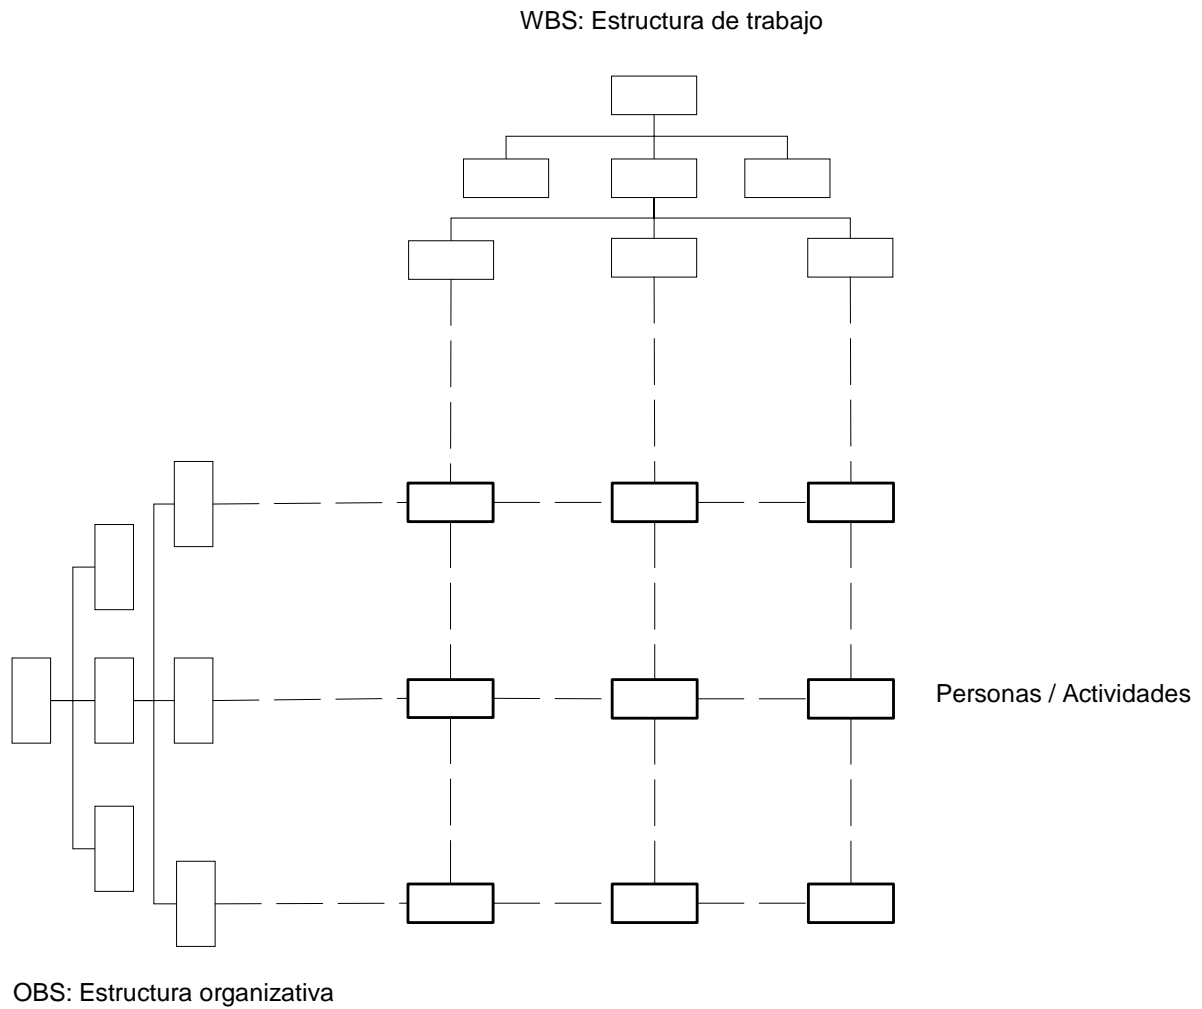 WBS: Estructura de trabajo
Personas / Actividades
OBS: Estructura organizativa